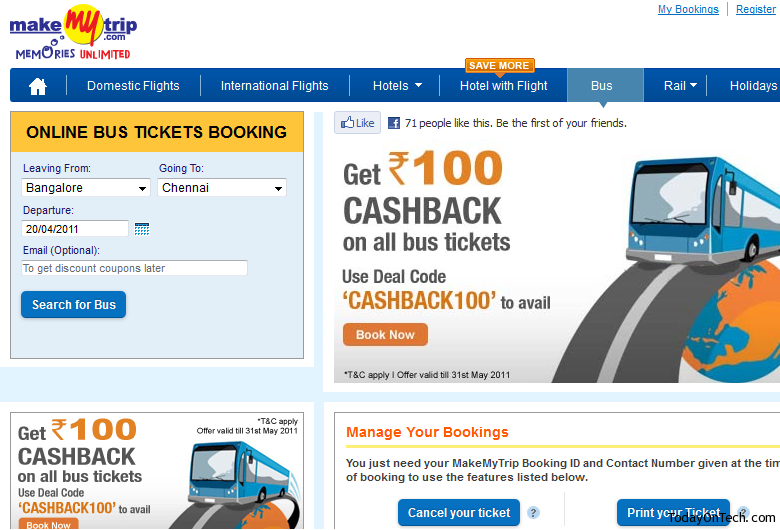 My Bookings
Register
make my trip
.com
MEMORIES UNLIMITED
SAVE MORE
Domestic Flights
International Flights
Hotels
Hotel with Flight
Bus
Rail
Holidays
ONLINE BUS TICKETS BOOKING
Leaving From:
Going To:
Bangalore
Chennai
Departure:
20/04/2011
Email (Optional):
To get discount coupons later
Search for Bus
Like
71 people like this. Be the first of your friends.
Get ₹100
CASHBACK
on all bus tickets
Use Deal Code
‘CASHBACK100’ to avail
Book Now
*T&C apply | Offer valid till 31st May 2011
*T&C apply
Offer valid till 31st May 2011
Get ₹100
CASHBACK
on all bus tickets
Use Deal Code
‘CASHBACK100’ to avail
Book Now
Manage Your Bookings
You just need your MakeMyTrip Booking ID and Contact Number given at the tim
of booking to use the features listed below.
Cancel your ticket
?
Print your Ticket
?
TodayonTech.com